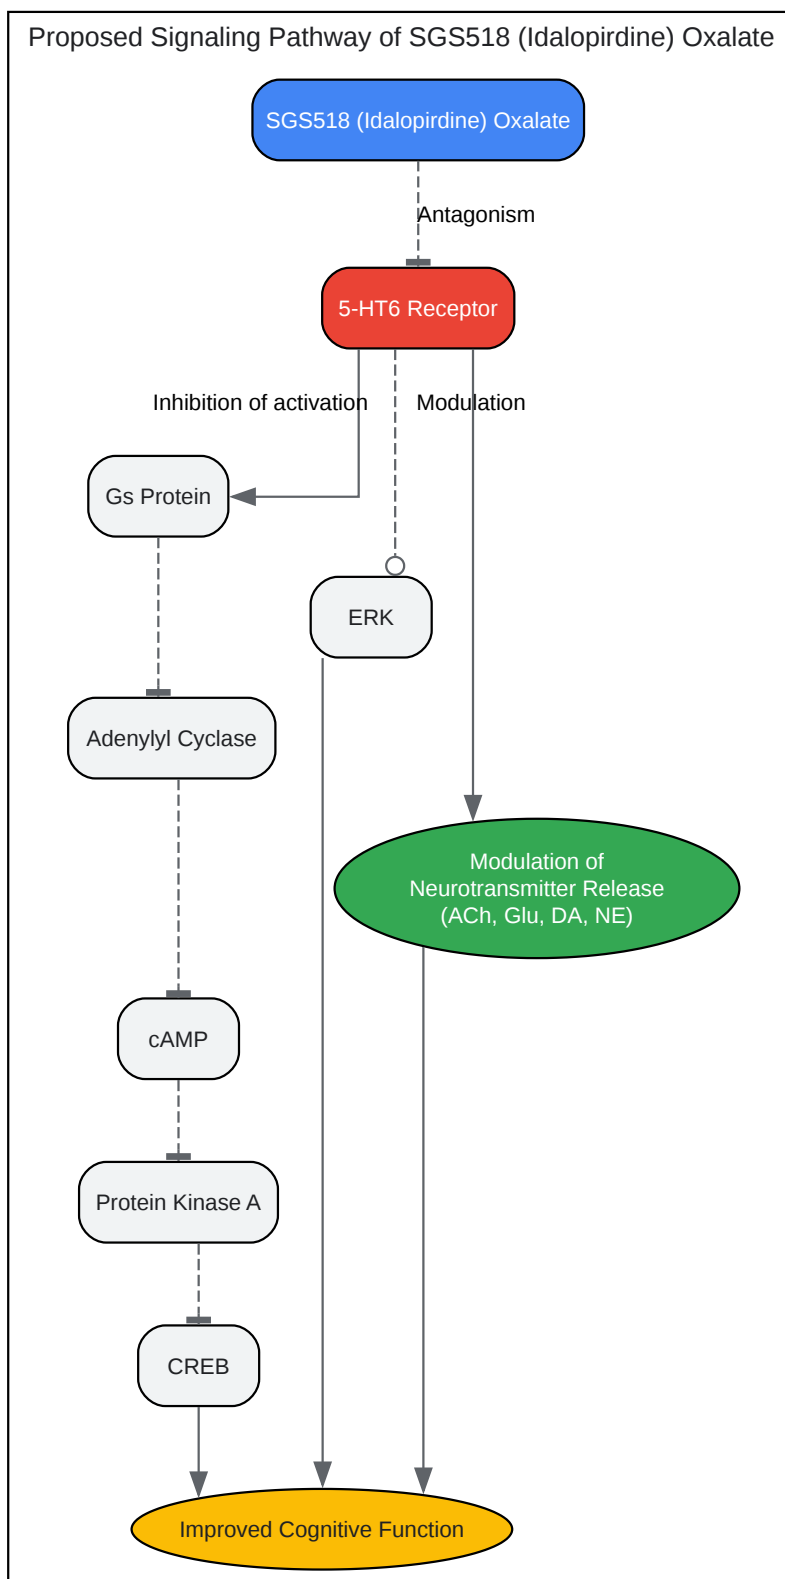 Proposed Signaling Pathway of SGS518 (Idalopirdine) Oxalate
SGS518 (Idalopirdine) Oxalate
Antagonism
5-HT6 Receptor
Inhibition of activation
Modulation
Gs Protein
ERK
Adenylyl Cyclase
Modulation of
Neurotransmitter Release
(ACh, Glu, DA, NE)
cAMP
Protein Kinase A
CREB
Improved Cognitive Function